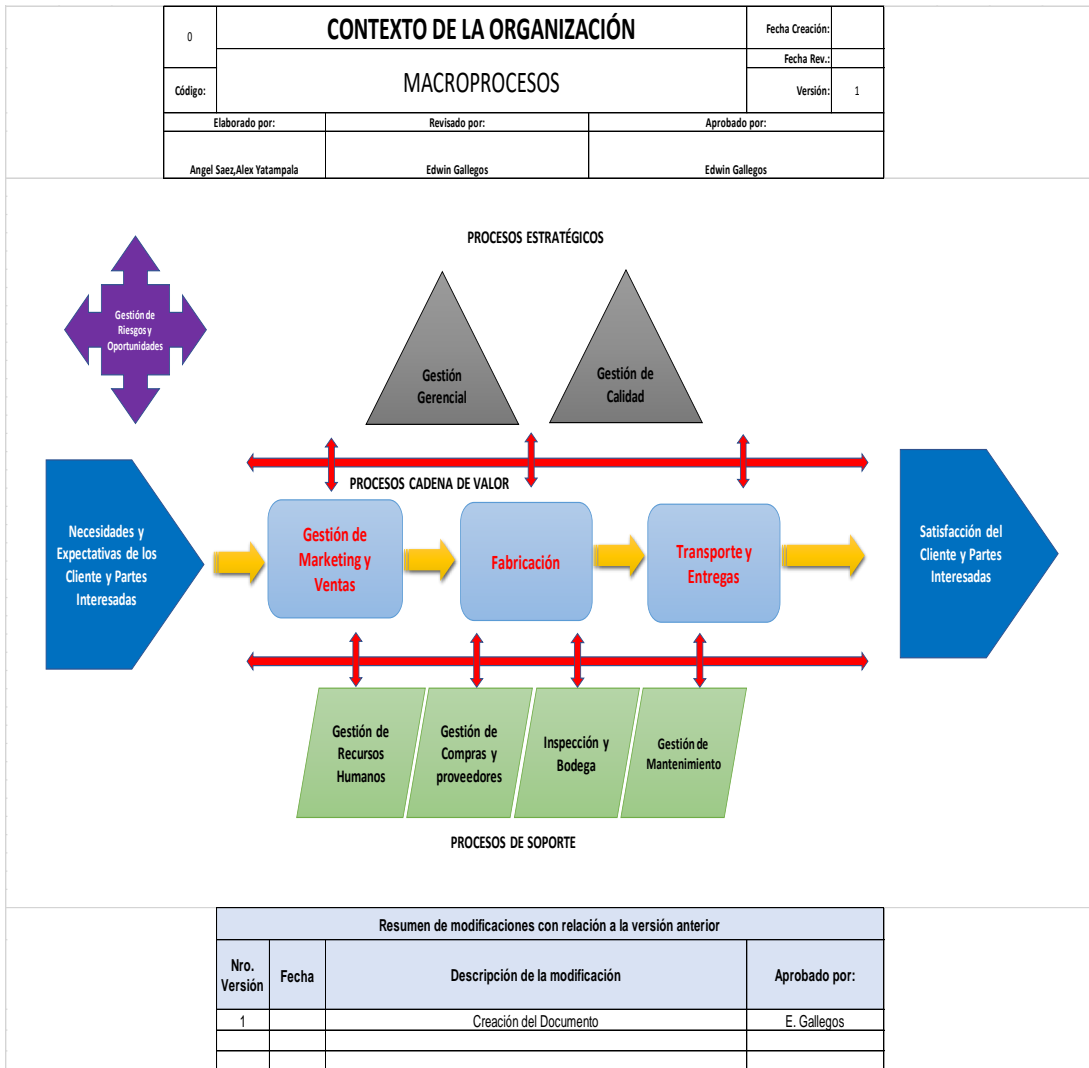 0
CONTEXTO DE LA ORGANIZACIÓN
Fecha Creación:
Fecha Rev.:
Código:
MACROPROCESOS
Versión:
1
Elaborado por:
Revisado por:
Aprobado por:
Angel Saez,Alex Yatampala
Edwin Gallegos
Edwin Gallegos
PROCESOS ESTRATÉGICOS
Gestión de
Riesgos y
Oportunidades
Gestión
Gerencial
Gestión de
Calidad
PROCESOS CADENA DE VALOR
Necesidades y
Expectativas de los
Cliente y Partes
Interesadas
Gestión de
Marketing y
Ventas
Fabricación
Transporte y
Entregas
Satisfacción del
Cliente y Partes
Interesadas
Gestión de
Recursos
Humanos
Gestión de
Compras y
proveedores
Inspección y
Bodega
Gestión de
Mantenimiento
PROCESOS DE SOPORTE
Resumen de modificaciones con relación a la versión anterior
Nro.
Versión
Fecha
Descripción de la modificación
Aprobado por:
1
Creación del Documento
E. Gallegos